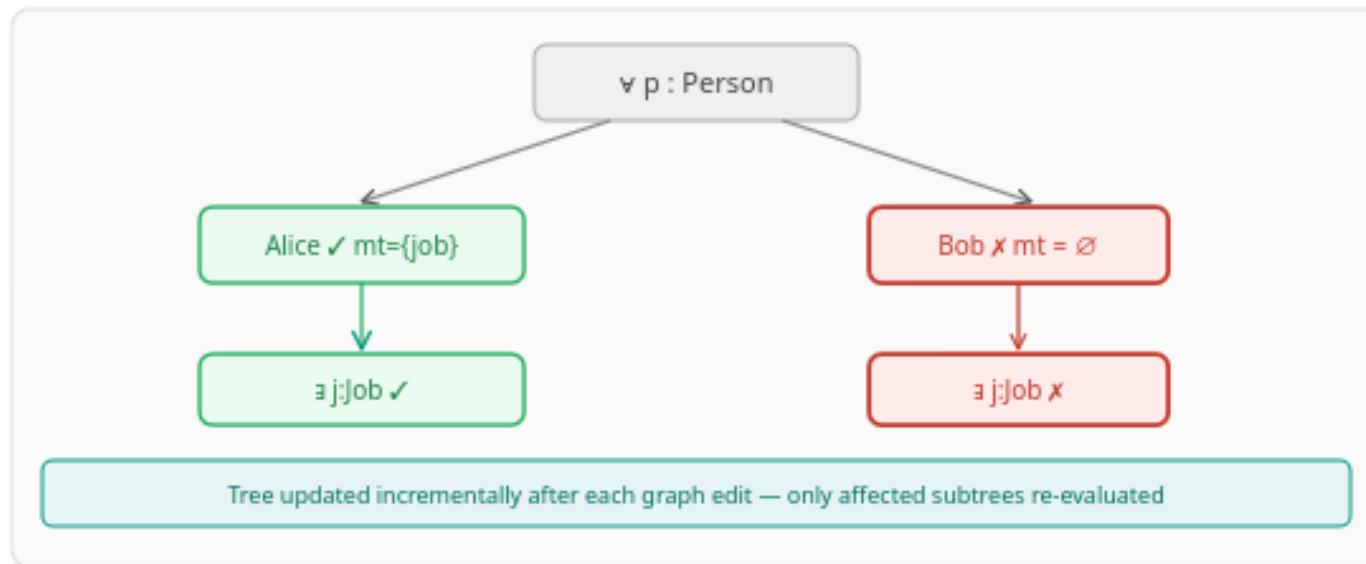 ∀ p : Person
Alice ✓ mt={job}
Bob ✗ mt = ∅
∃ j:Job ✓
∃ j:Job ✗
Tree updated incrementally after each graph edit — only affected subtrees re-evaluated